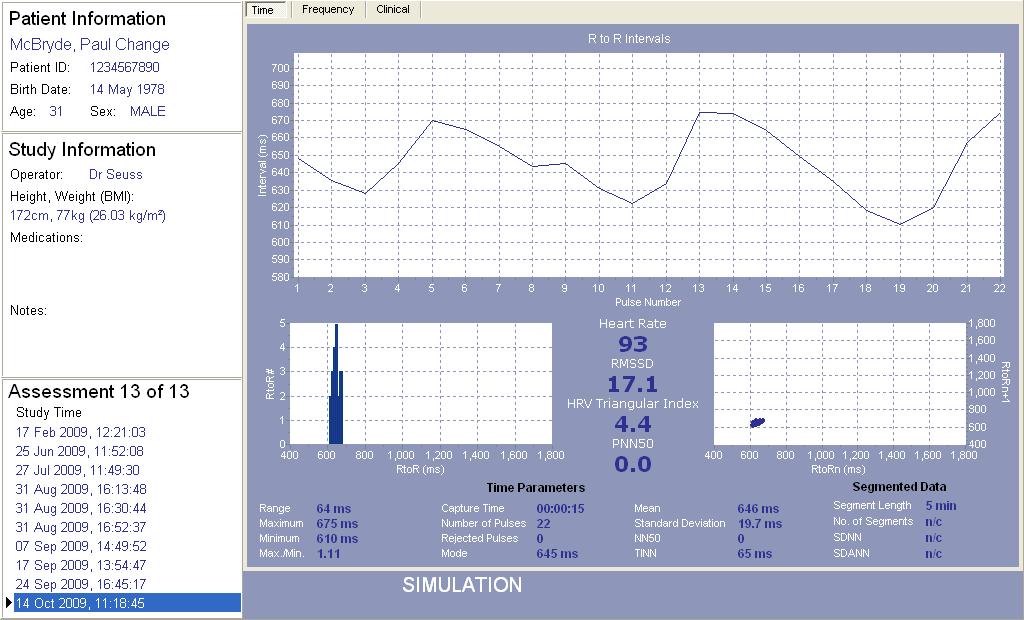 Patient Information
McBryde, Paul Change
Patient ID: 1234567890
Birth Date: 14 May 1978
Age: 31 Sex: MALE
Study Information
Operator: Dr Seuss
Height, Weight (BMI):
172cm, 77kg (26.03 kg/m²)
Medications:
Notes:
Assessment 13 of 13
Study Time
17 Feb 2009, 12:21:03
25 Jun 2009, 11:52:08
27 Jul 2009, 11:49:30
31 Aug 2009, 16:13:48
31 Aug 2009, 16:30:44
31 Aug 2009, 16:52:37
07 Sep 2009, 14:49:52
17 Sep 2009, 13:54:47
24 Sep 2009, 16:45:17
14 Oct 2009, 11:18:45
Time Frequency Clinical
R to R Intervals
Interval (ms)
700
690
680
670
660
650
640
630
620
610
600
590
580
1 2 3 4 5 6 7 8 9 10 11 12 13 14 15 16 17 18 19 20 21 22
Pulse Number
RtoR#
5
4
3
2
1
0
400 600 800 1,000 1,200 1,400 1,600 1,800
RtoR (ms)
Heart Rate
93
RMSSD
17.1
HRV Triangular Index
4.4
PNN50
0.0
1,800
1,600
1,400
1,200
1,000
800
600
400
RtoRn+1
400 600 800 1,000 1,200 1,400 1,600 1,800
RtoRn (ms)
Time Parameters
Range 64 ms Capture Time 00:00:15 Mean 646 ms
Maximum 675 ms Number of Pulses 22 Standard Deviation 19.7 ms
Minimum 610 ms Rejected Pulses 0 NN50 0
Max./Min. 1.11 Mode 645 ms TINN 65 ms
Segmented Data
Segment Length 5 min
No. of Segments n/c
SDNN n/c
SDANN n/c
SIMULATION